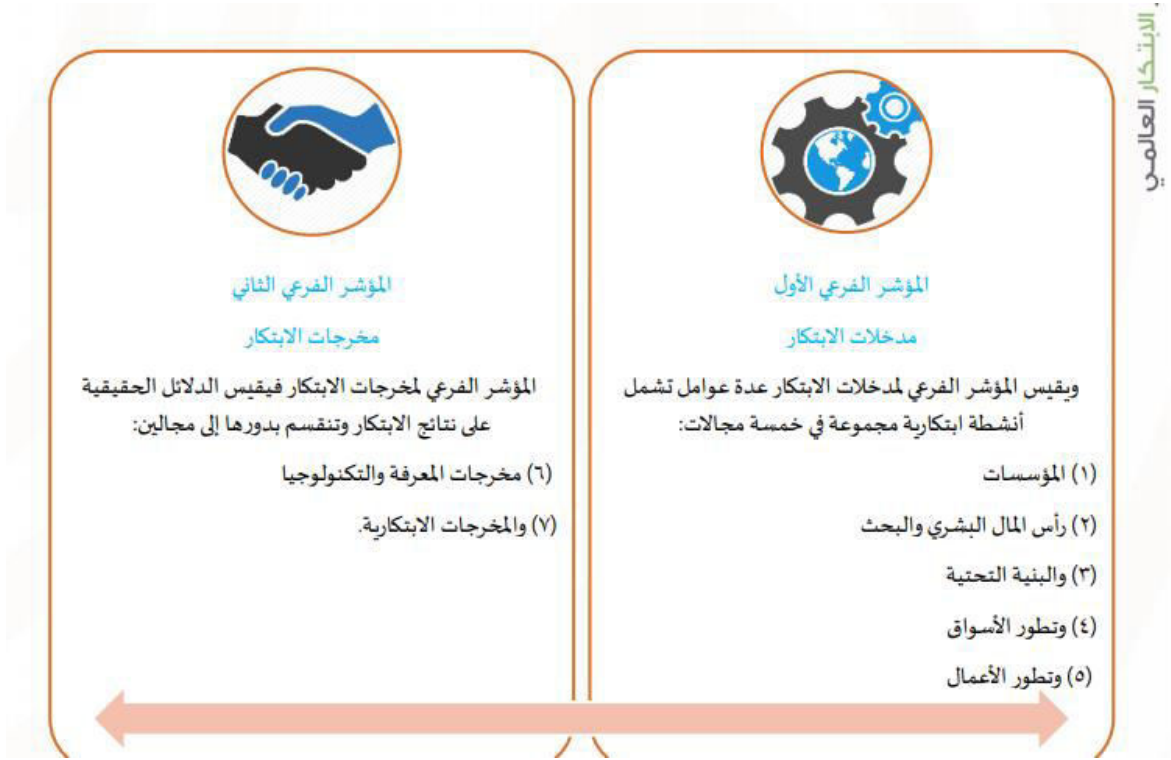 الابتكار العالمي
المؤشر الفرعي الأول
مدخلات الابتكار
ويقيس المؤشر الفرعي لمدخلات الابتكار عدة عوامل تشمل
أنشطة ابتكارية مجموعة في خمسة مجالات:
(١) المؤسسات
(٢) رأس المال البشري والبحث
(٣) والبنية التحتية
(٤) وتطور الأسواق
(٥) وتطور الأعمال
المؤشر الفرعي الثاني
مخرجات الابتكار
المؤشر الفرعي لمخرجات الابتكار فيقيس الدلائل الحقيقية
على نتائج الابتكار وتنقسم بدورها إلى مجالين:
(٦) مخرجات المعرفة والتكنولوجيا
(٧) والمخرجات الابتكارية.